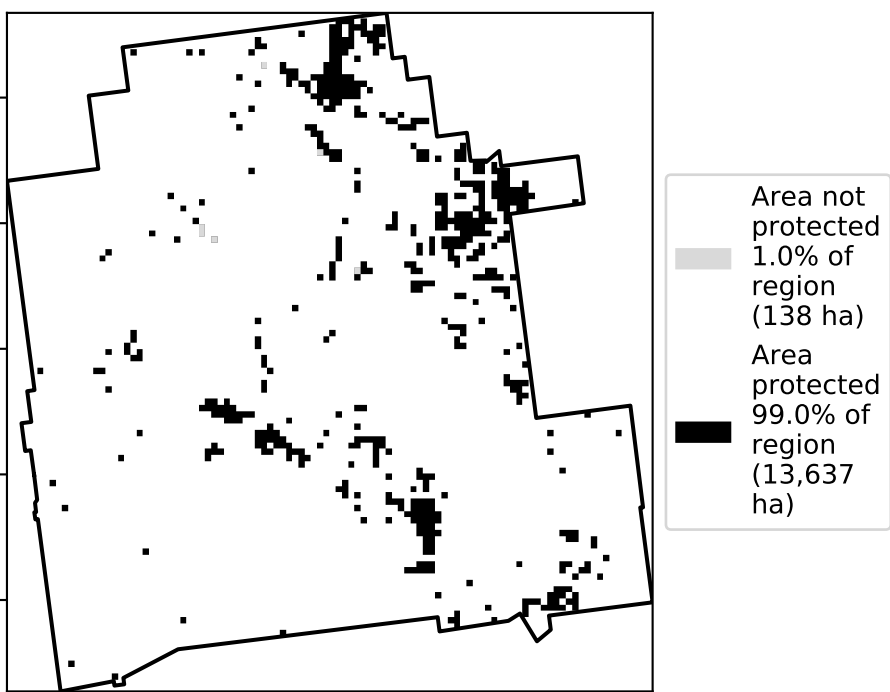 Area not
protected
1.0% of
region
(138 ha)
Area
protected
99.0% of
region
(13,637
ha)